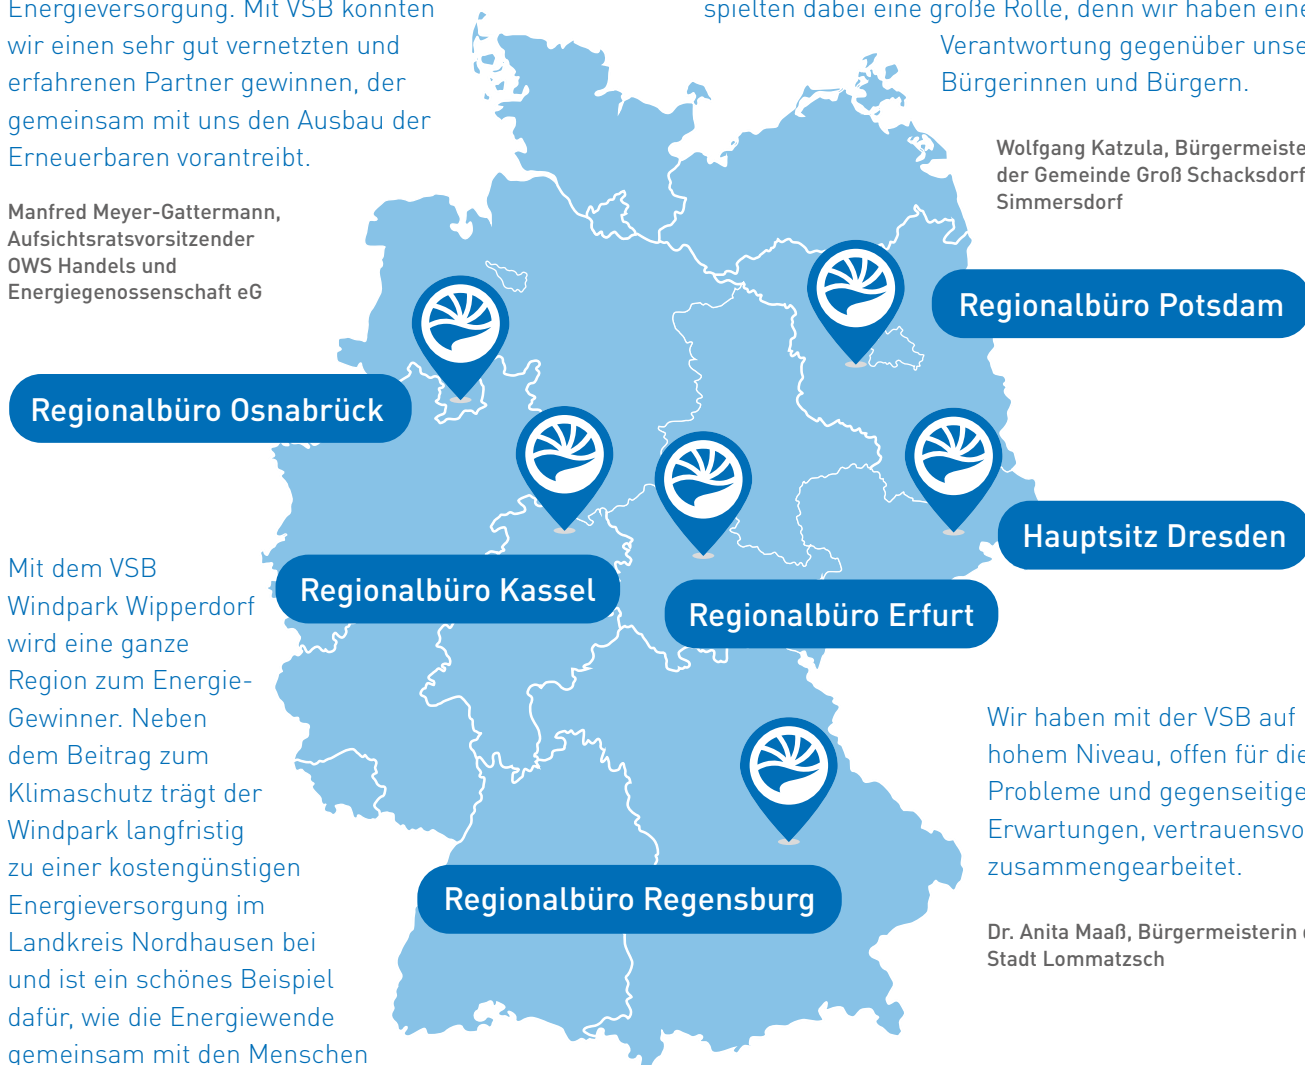 Energieversorgung. Mit VSB konnten
wir einen sehr gut vernetzten und
erfahrenen Partner gewinnen, der
gemeinsam mit uns den Ausbau der
Erneuerbaren vorantreibt.
Manfred Meyer-Gattermann,
Aufsichtsratsvorsitzender
OWS Handels und
Energiegenossenschaft eG
spielten dabei eine große Rolle, denn wir haben eine
Verantwortung gegenüber unse
Bürgerinnen und Bürgern.
Wolfgang Katzula, Bürgermeiste
der Gemeinde Groß Schacksdorf
Simmersdorf
Regionalbüro Potsdam
Regionalbüro Osnabrück
Hauptsitz Dresden
Regionalbüro Kassel
Regionalbüro Erfurt
Regionalbüro Regensburg
Mit dem VSB
Windpark Wipperdorf
wird eine ganze
Region zum Energie-
Gewinner. Neben
dem Beitrag zum
Klimaschutz trägt der
Windpark langfristig
zu einer kostengünstigen
Energieversorgung im
Landkreis Nordhausen bei
und ist ein schönes Beispiel
dafür, wie die Energiewende
gemeinsam mit den Menschen
Wir haben mit der VSB auf
hohem Niveau, offen für die
Probleme und gegenseitige
Erwartungen, vertrauensvo
zusammengearbeitet.
Dr. Anita Maaß, Bürgermeisterin
Stadt Lommatzsch